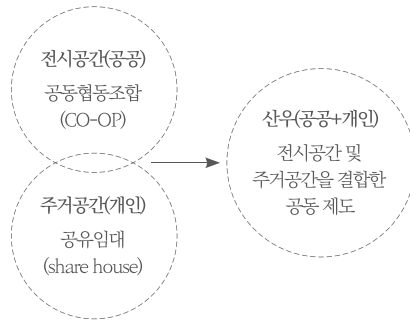 전시공간(공공)
공동협동조합
(CO-OP)
주거공간(개인)
공유임대
(share house)
산우(공공+개인)
전시공간 및
주거공간을 결합한
공동 제도